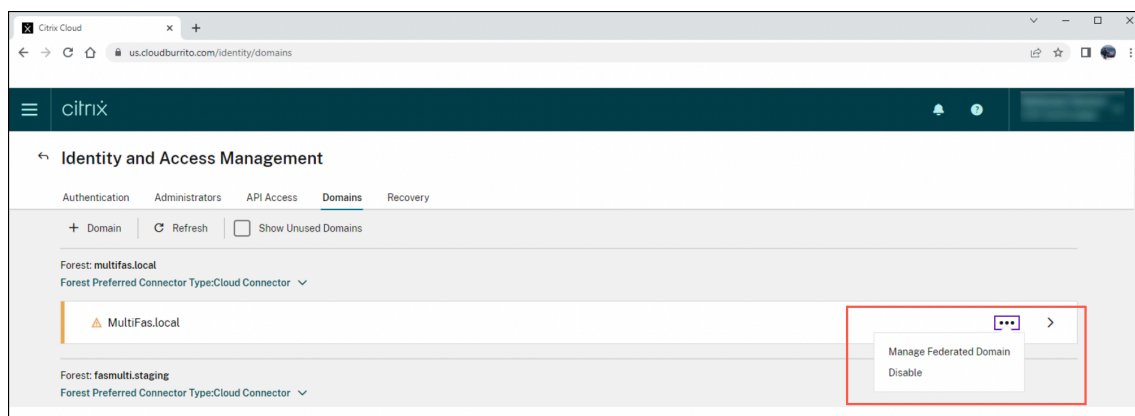 Citrix Cloud
us.cloudburrito.com/identity/domains
citrix
Identity and Access Management
Authentication Administrators API Access Domains Recovery
+ Domain Refresh Show Unused Domains
Forest: multifas.local
Forest Preferred Connector Type:Cloud Connector
MultiFas.local
Manage Federated Domain
Disable
Forest: fasmulti.staging
Forest Preferred Connector Type:Cloud Connector